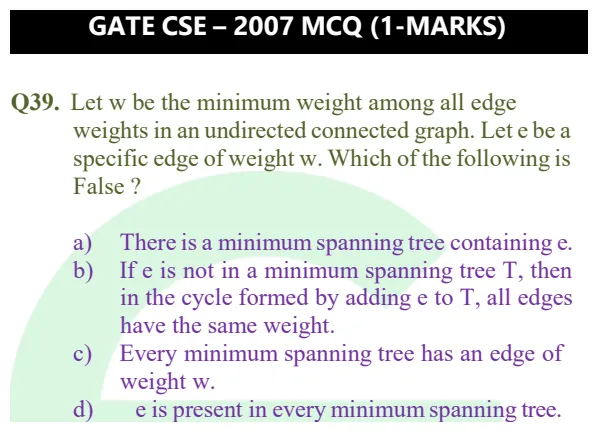 GATE CSE – 2007 MCQ (1-MARKS)
Q39. Let w be the minimum weight among all edge
weights in an undirected connected graph. Let e be a
specific edge of weight w. Which of the following is
False ?
a) There is a minimum spanning tree containing e.
b) If e is not in a minimum spanning tree T, then
in the cycle formed by adding e to T, all edges
have the same weight.
c) Every minimum spanning tree has an edge of
weight w.
d) e is present in every minimum spanning tree.